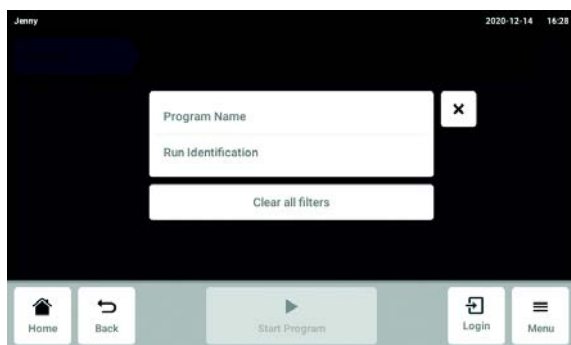 Jenny 2020-12-14 16:28
Program Name
Run Identification
Clear all filters
Home Back Start Program Login Menu